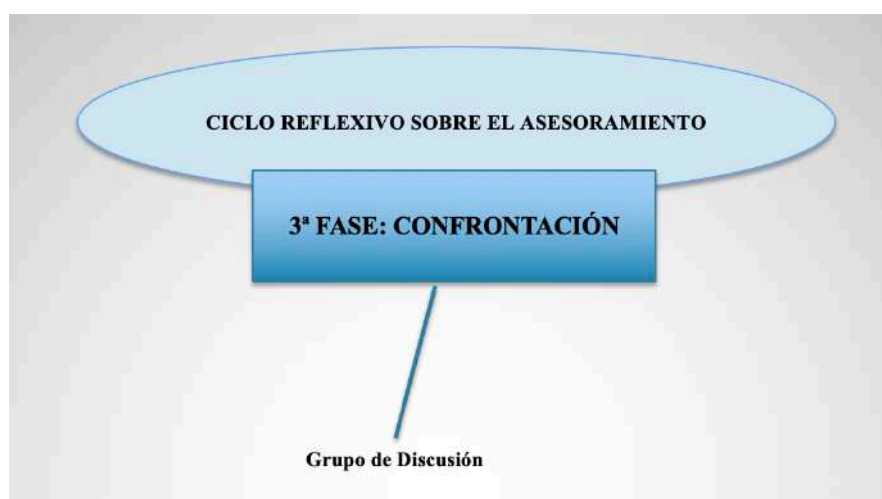 CICLO REFLEXIVO SOBRE EL ASESORAMIENTO
3ª FASE: CONFRONTACIÓN
Grupo de Discusión